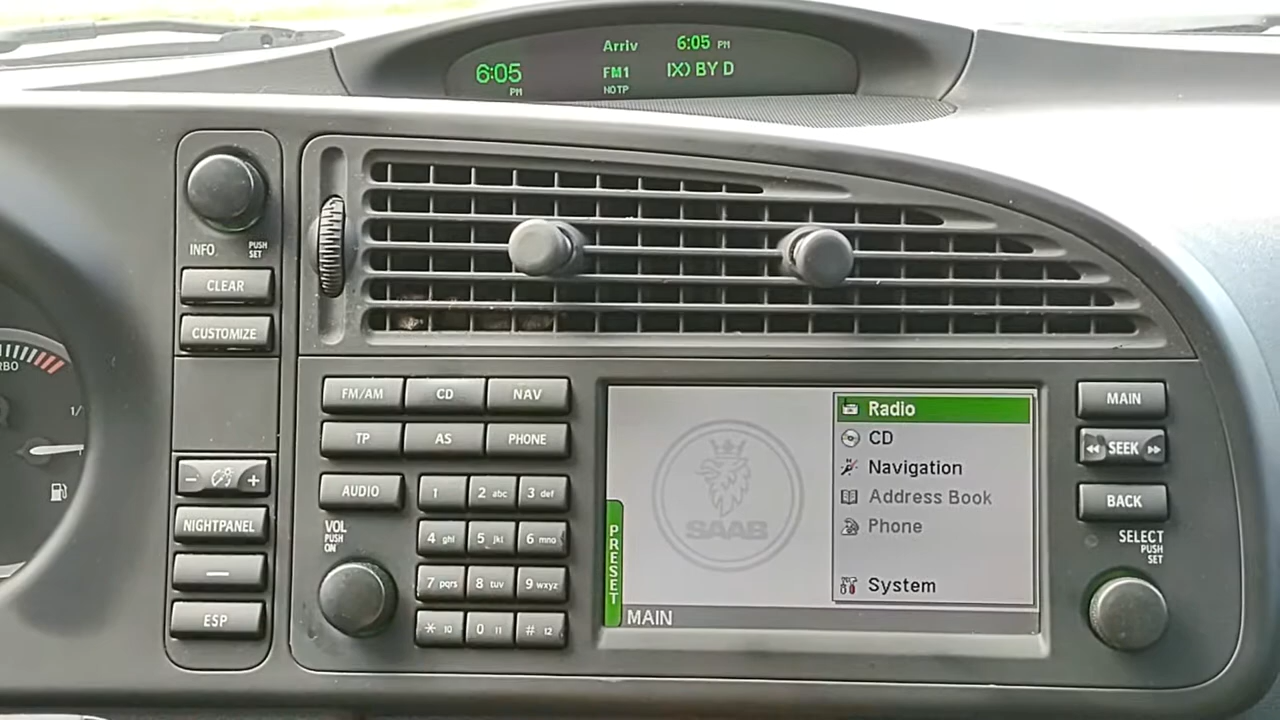 Arriv 6:05 PM
6:05 PM FM1 IX) BY D
NOTP
INFO PUSH SET
CLEAR
CUSTOMIZE
RBO
1/
- +
NIGHTPANEL
—
ESP
FM/AM CD NAV
TP AS PHONE
AUDIO
1 2 abc 3 def
4 ghi 5 jkl 6 mno
7 pqrs 8 tuv 9 wxyz
* 10 0 11 # 12
VOL
PUSH
ON
PRESET
SAAB
Radio
CD
Navigation
Address Book
Phone
System
MAIN
MAIN
SEEK
BACK
SELECT
PUSH
SET